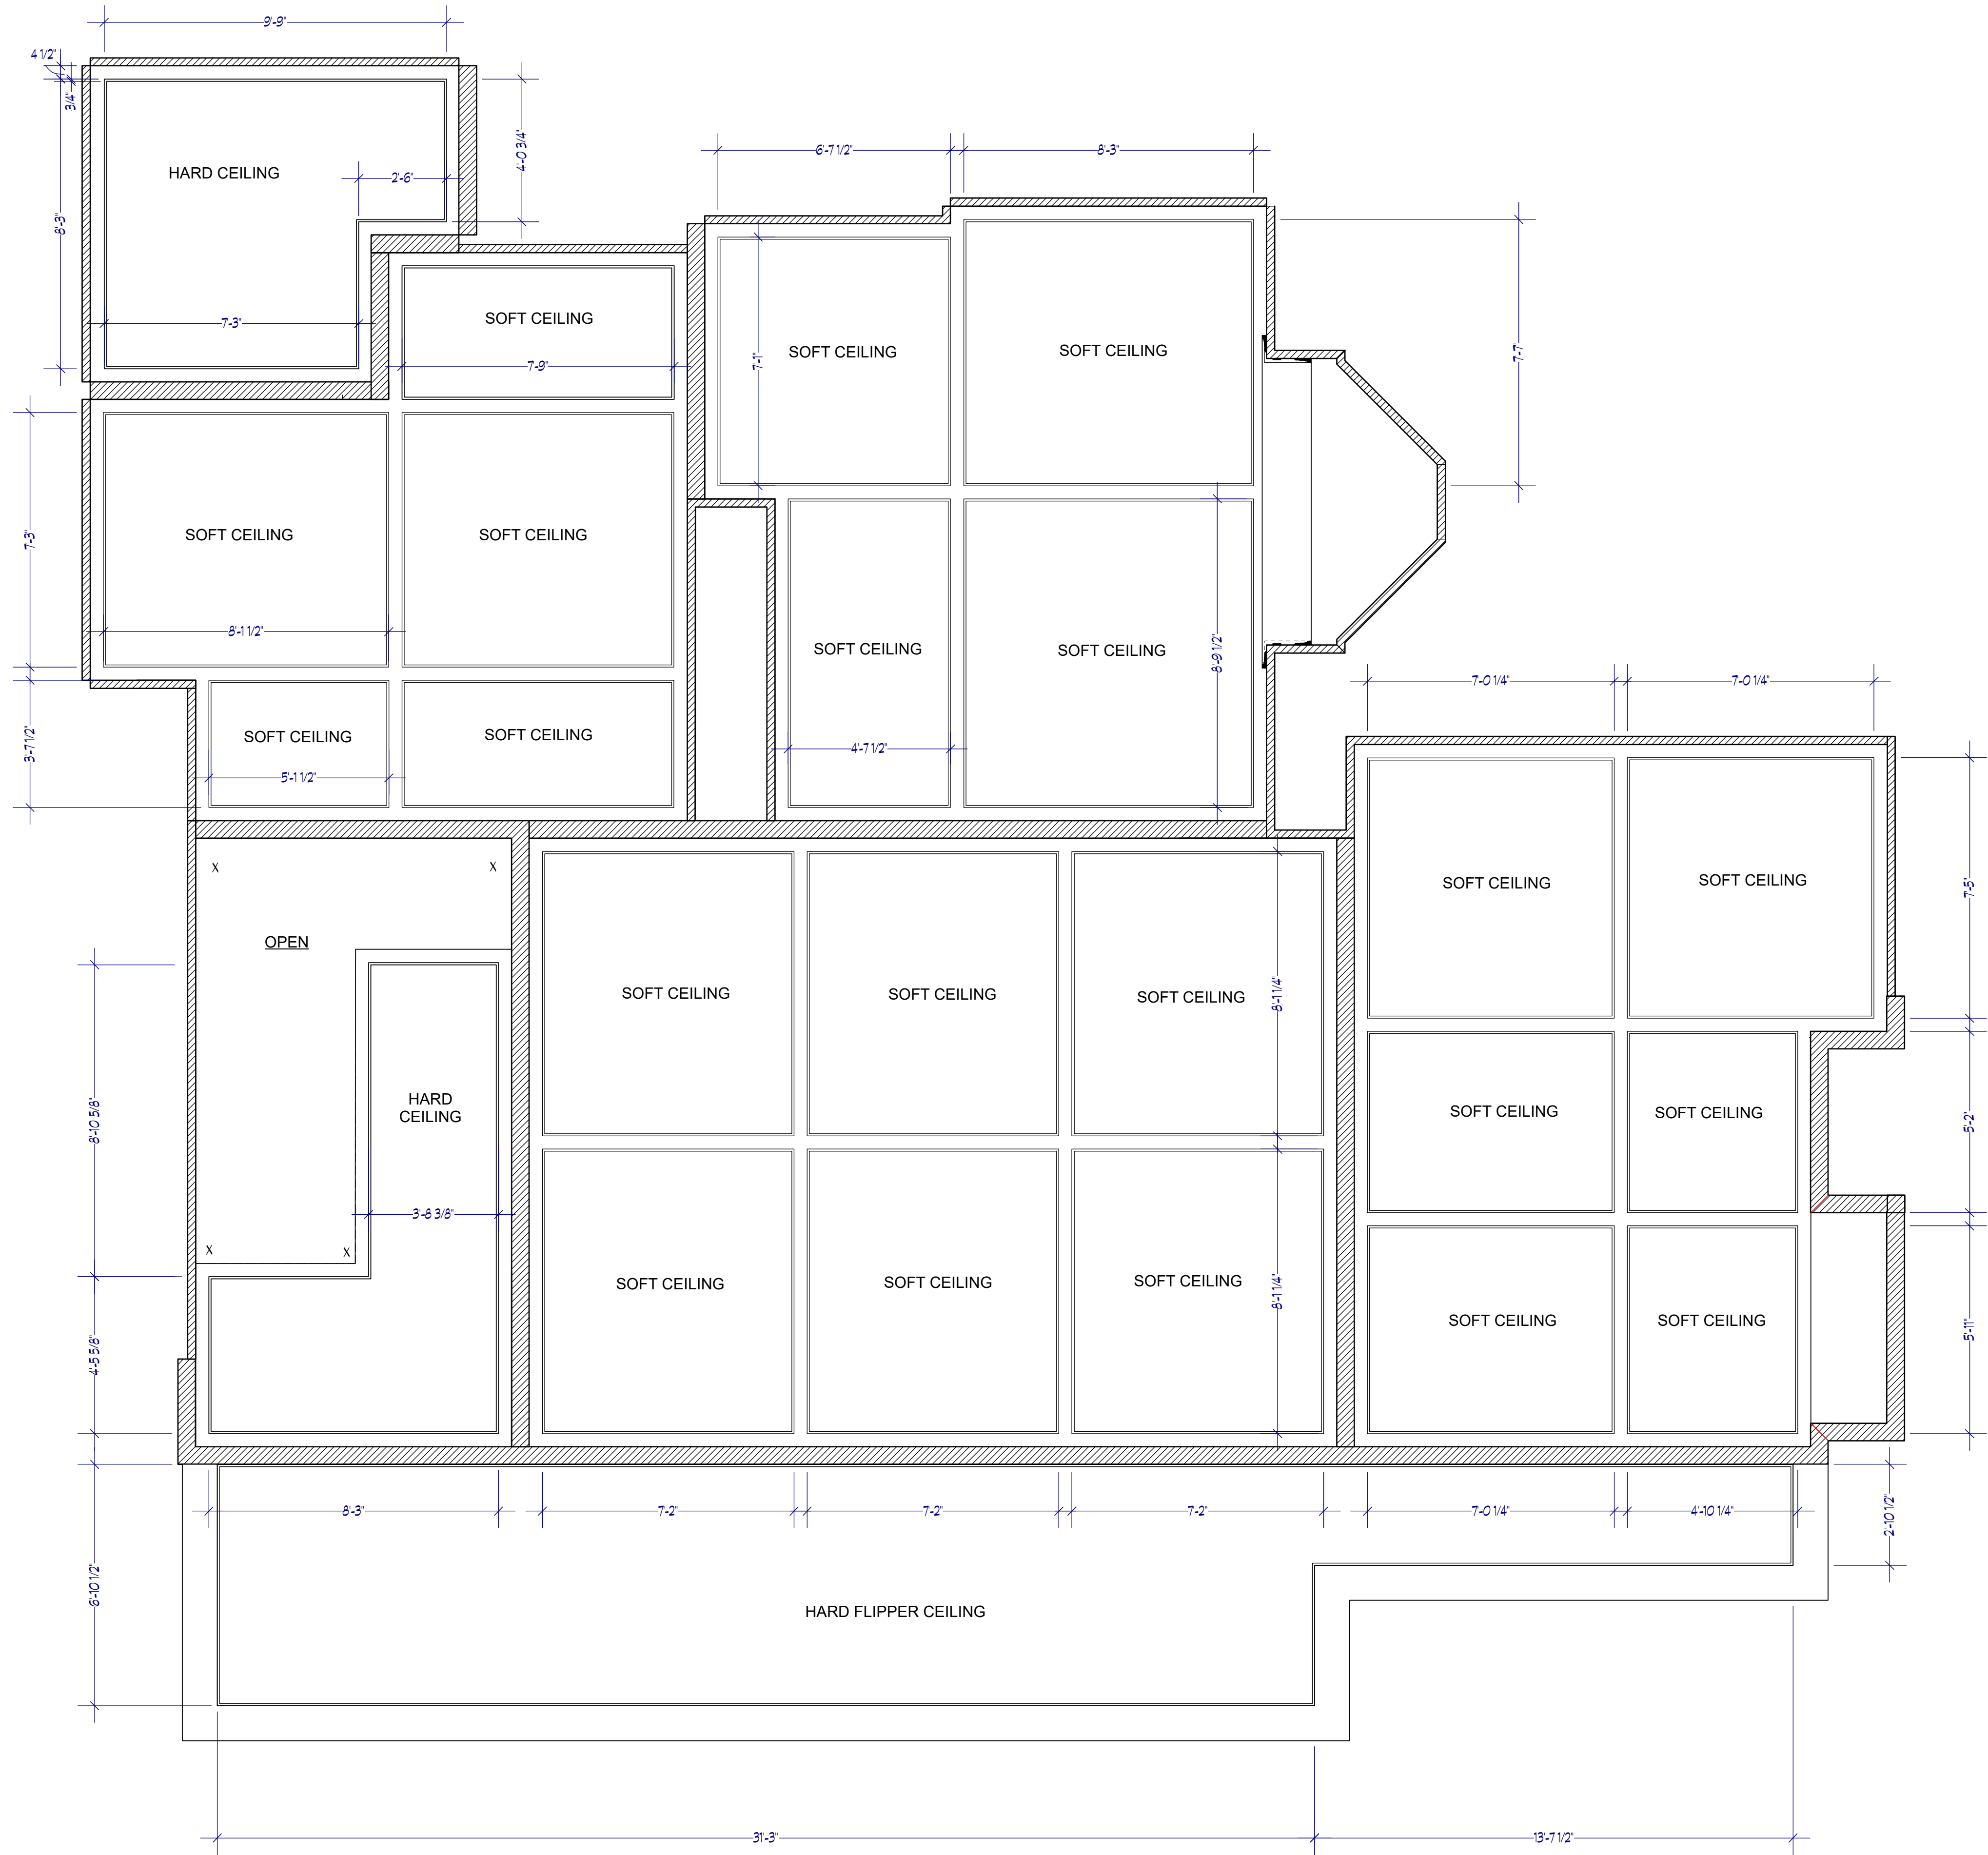 9'-9"
4 1/2"
3/4"
8'-3"
HARD CEILING
2'-6"
4'-0 3/4"
7'-3"
6'-7 1/2"
8'-3"
SOFT CEILING
7'-9"
SOFT CEILING
7'-1"
SOFT CEILING
7'-7"
7'-3"
SOFT CEILING
SOFT CEILING
8'-1 1/2"
SOFT CEILING
SOFT CEILING
8'-9 1/2"
4'-7 1/2"
3'-7 1/2"
SOFT CEILING
SOFT CEILING
5'-1 1/2"
7'-0 1/4"
7'-0 1/4"
X
X
OPEN
SOFT CEILING
SOFT CEILING
7'-5"
SOFT CEILING
SOFT CEILING
SOFT CEILING
8'-1 1/4"
8'-10 5/8"
HARD
CEILING
SOFT CEILING
SOFT CEILING
5'-2"
3'-8 3/8"
X
X
SOFT CEILING
SOFT CEILING
SOFT CEILING
8'-1 1/4"
SOFT CEILING
SOFT CEILING
5'-11"
4'-5 5/8"
8'-3"
7'-2"
7'-2"
7'-2"
7'-0 1/4"
4'-10 1/4"
2'-10 1/2"
6'-10 1/2"
HARD FLIPPER CEILING
31'-3"
13'-7 1/2"